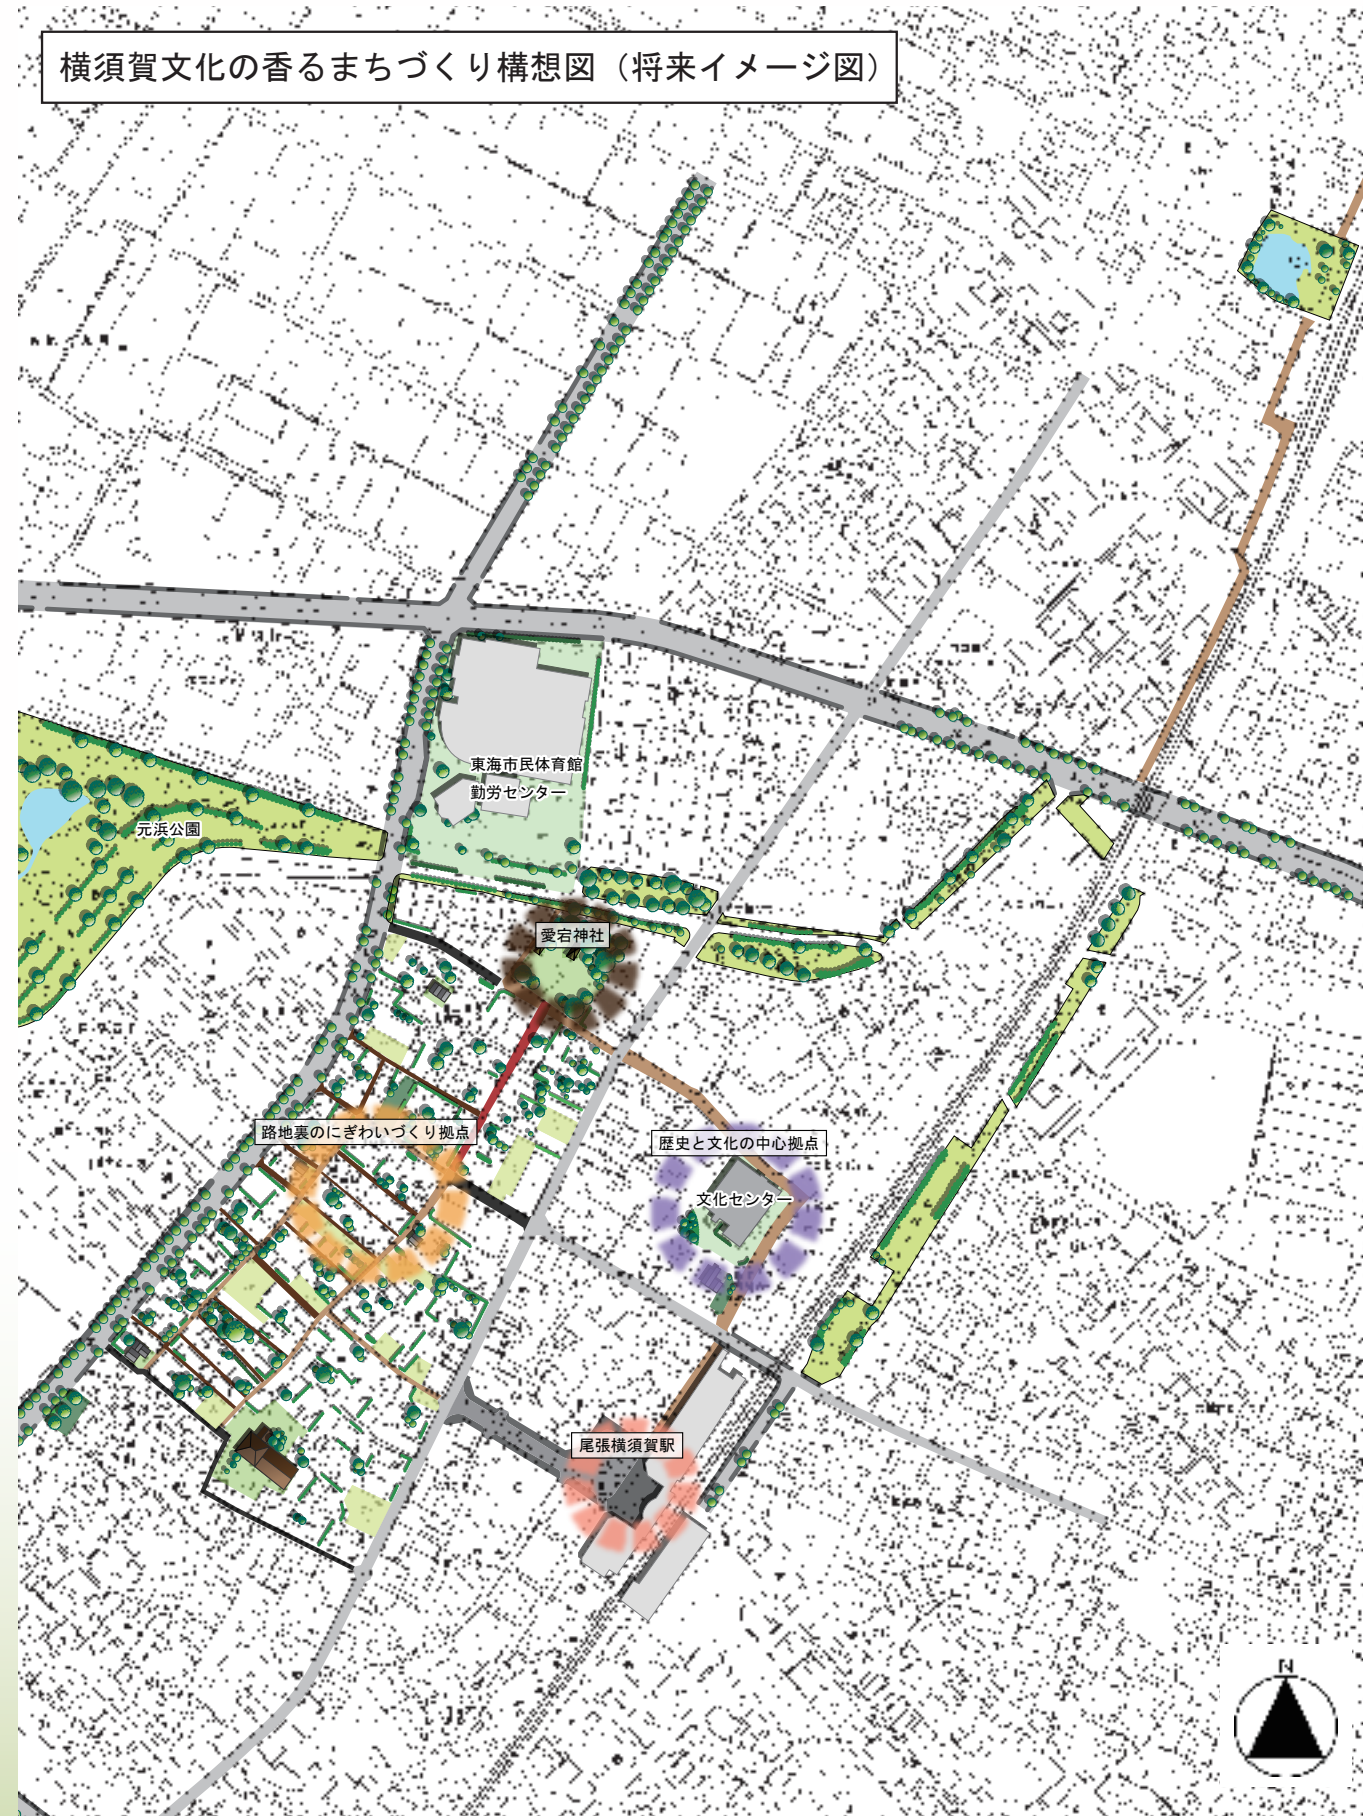 横須賀文化の香るまちづくり構想図（将来イメージ図）
東海市民体育館
勤労センター
元浜公園
愛宕神社
路地裏のにぎわいづくり拠点
歴史と文化の中心拠点
文化センター
尾張横須賀駅
N